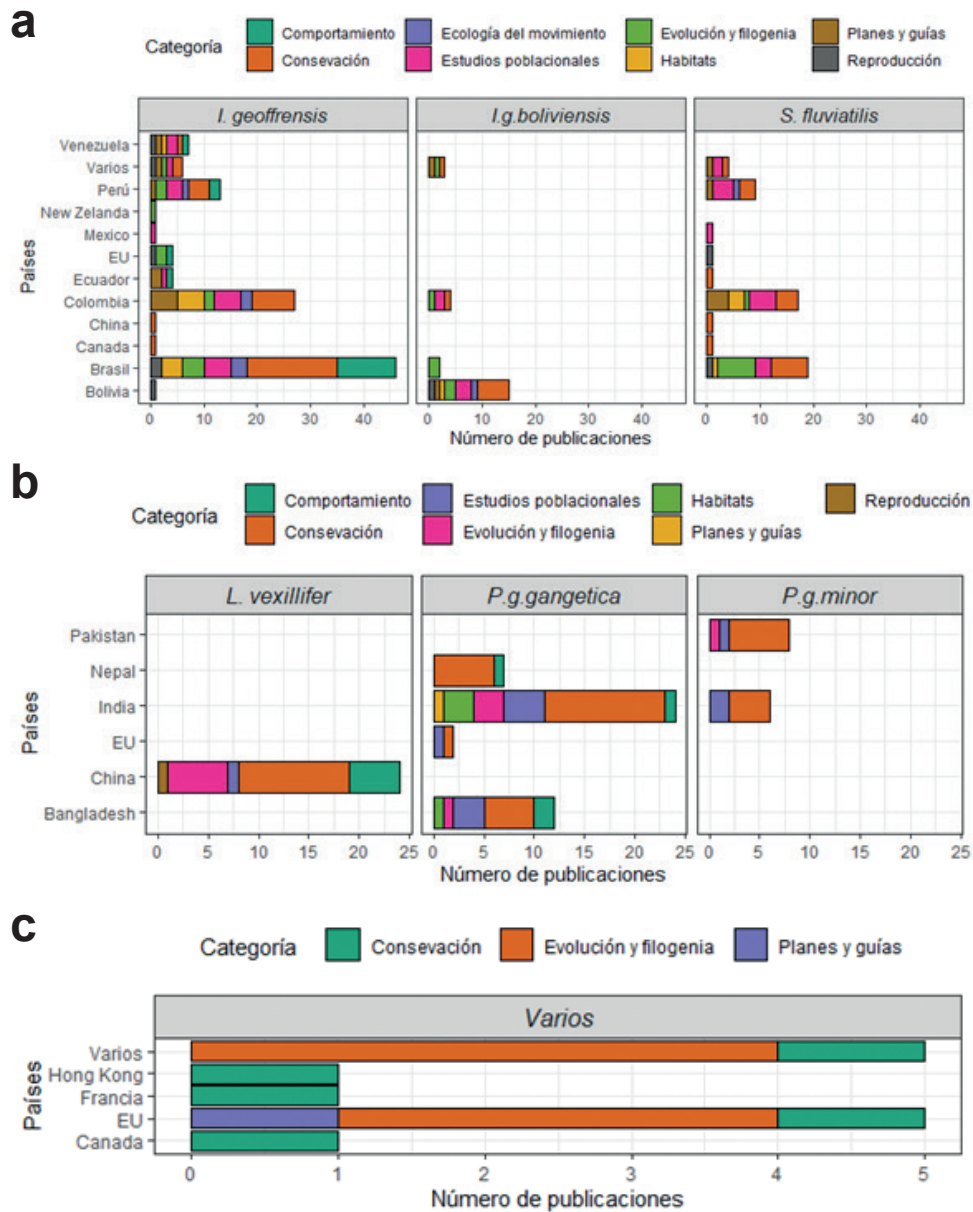 a
Categoría
Comportamiento Ecología del movimiento Evolución y filogenia Planes y guías
Consevación Estudios poblacionales Habitats Reproducción
I. geoffrensis I.g.boliviensis S. fluviatilis
Países
Venezuela
Varios
Perú
New Zelanda
Mexico
EU
Ecuador
Colombia
China
Canada
Brasil
Bolivia
0 10 20 30 40 0 10 20 30 40 0 10 20 30 40
Número de publicaciones
b
Categoría
Comportamiento Estudios poblacionales Habitats Reproducción
Consevación Evolución y filogenia Planes y guías
L. vexillifer P.g.gangetica P.g.minor
Países
Pakistan
Nepal
India
EU
China
Bangladesh
0 5 10 15 20 25 0 5 10 15 20 25 0 5 10 15 20 25
Número de publicaciones
c
Categoría Consevación Evolución y filogenia Planes y guías
Varios
Países
Varios
Hong Kong
Francia
EU
Canada
0 1 2 3 4 5
Número de publicaciones